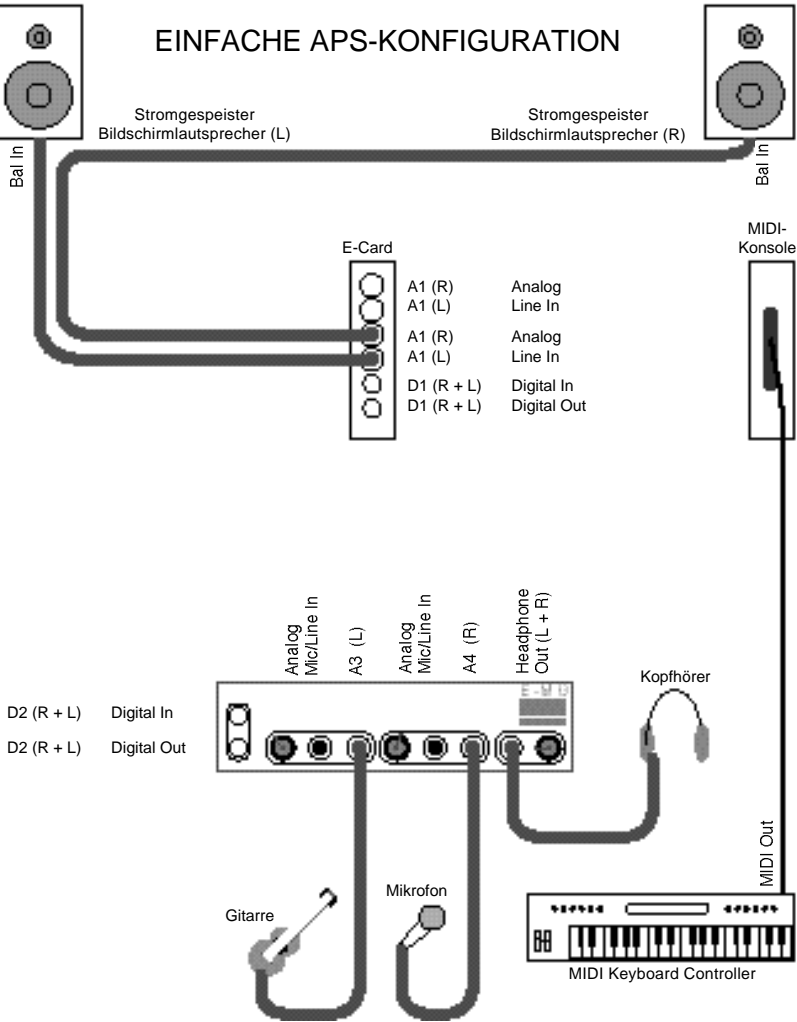 EINFACHE APS-KONFIGURATION
Stromgespeister
Bildschirmlautsprecher (L)
Stromgespeister
Bildschirmlautsprecher (R)
Bal In
Bal In
E-Card
MIDI-
Konsole
A1 (R) Analog
A1 (L) Line In
A1 (R) Analog
A1 (L) Line In
D1 (R + L) Digital In
D1 (R + L) Digital Out
Analog
Mic/Line In
A3 (L)
Analog
Mic/Line In
A4 (R)
Headphone
Out (L + R)
Kopfhörer
D2 (R + L) Digital In
D2 (R + L) Digital Out
MIDI Out
Gitarre
Mikrofon
MIDI Keyboard Controller